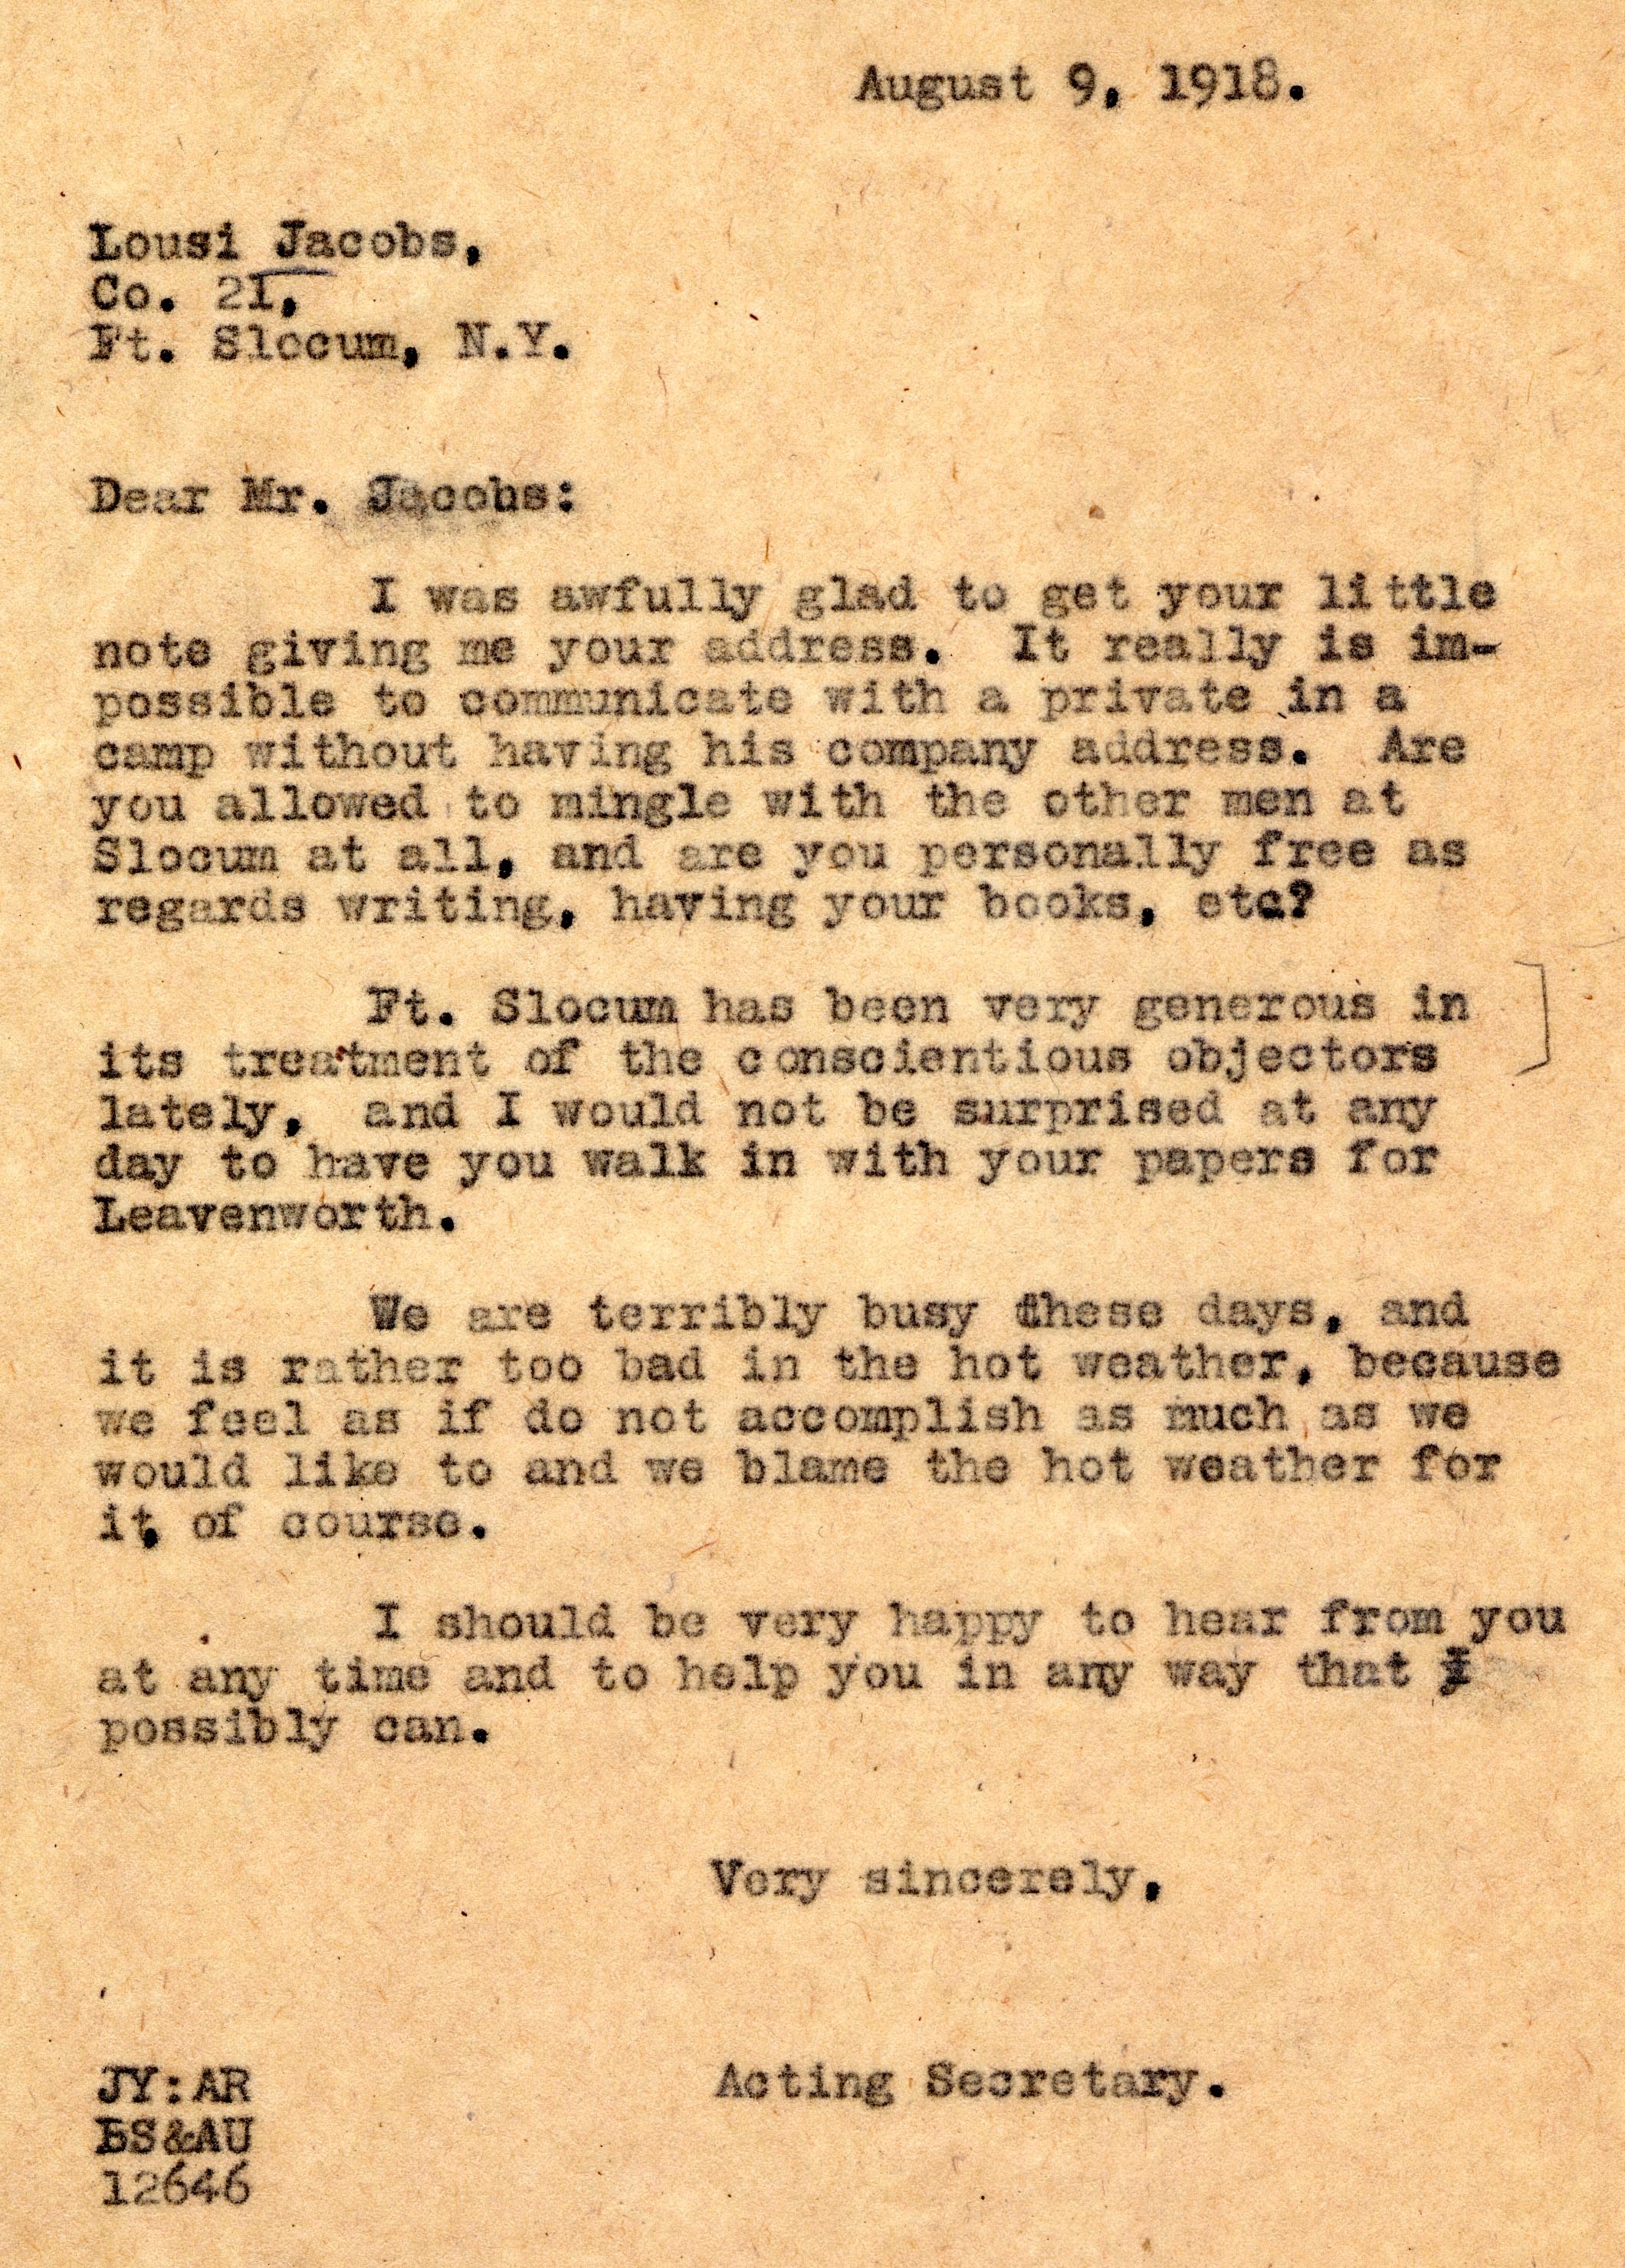 August 9, 1918.
Lousi Jacobs,
Co. 21,
Ft. Slocum, N.Y.
Dear Mr. Jacobs:
I was awfully glad to get your little
note giving me your address. It really is im-
possible to communicate with a private in a
camp without having his company address. Are
you allowed to mingle with the other men at
Slocum at all, and are you personally free as
regards writing, having your books, etc?
Ft. Slocum has been very generous in
its treatment of the conscientious objectors
lately, and I would not be surprised at any
day to have you walk in with your papers for
Leavenworth.
We are terribly busy these days, and
it is rather too bad in the hot weather, because
we feel as if do not accomplish as much as we
would like to and we blame the hot weather for
it, of course.
I should be very happy to hear from you
at any time and to help you in any way that I
possibly can.
Very sincerely,
Acting Secretary.
JY:AR
BS&AU
12646